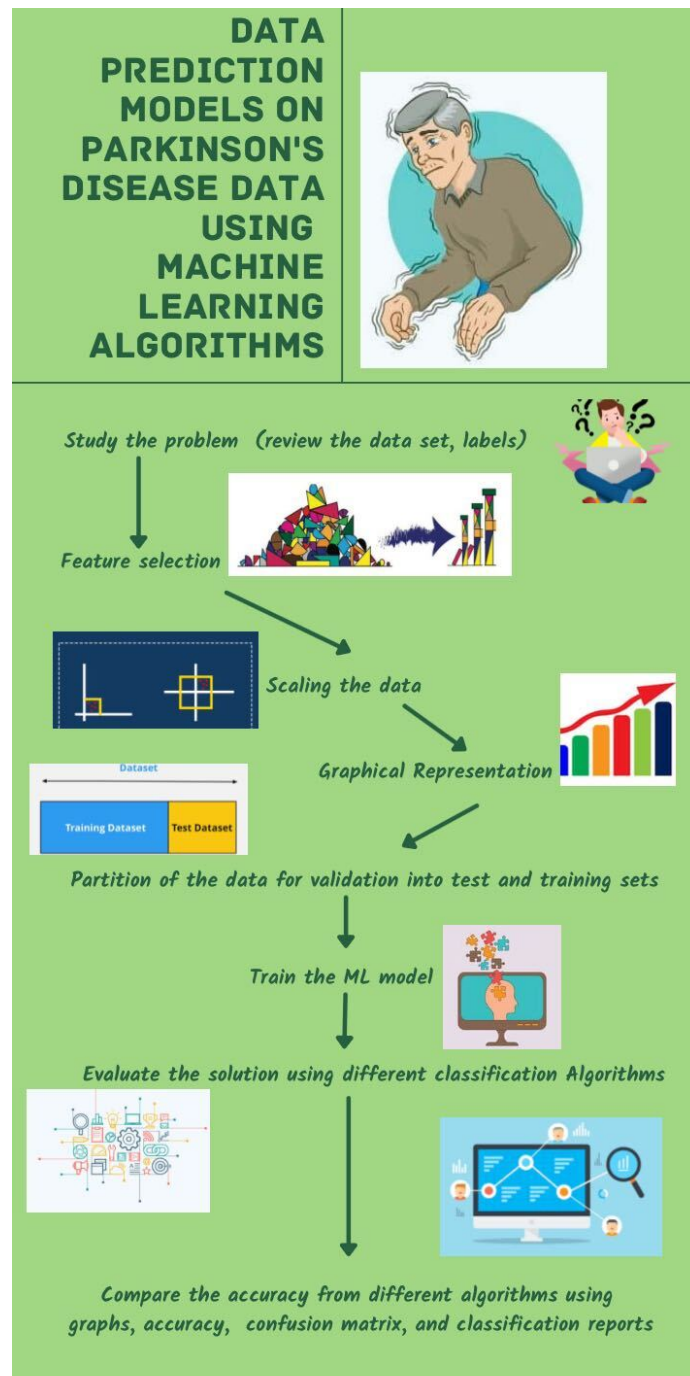 DATA
PREDICTION
MODELS ON
PARKINSON'S
DISEASE DATA
USING
MACHINE
LEARNING
ALGORITHMS
Study the problem (review the data set, labels)
Feature selection
Scaling the data
Graphical Representation
Dataset
Training Dataset Test Dataset
Partition of the data for validation into test and training sets
Train the ML model
Evaluate the solution using different classification Algorithms
Compare the accuracy from different algorithms using
graphs, accuracy, confusion matrix, and classification reports